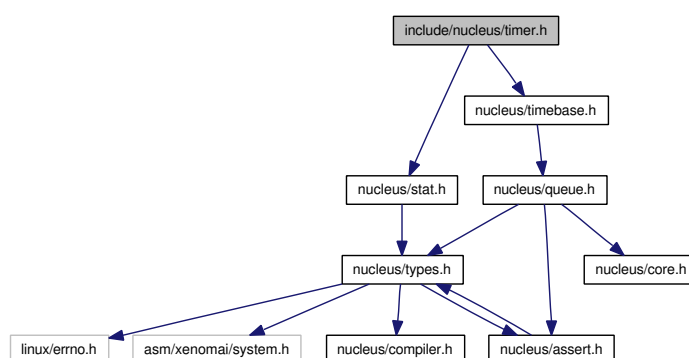 include/nucleus/timer.h
nucleus/timebase.h
nucleus/stat.h
nucleus/queue.h
nucleus/types.h
nucleus/core.h
linux/errno.h
asm/xenomai/system.h
nucleus/compiler.h
nucleus/assert.h